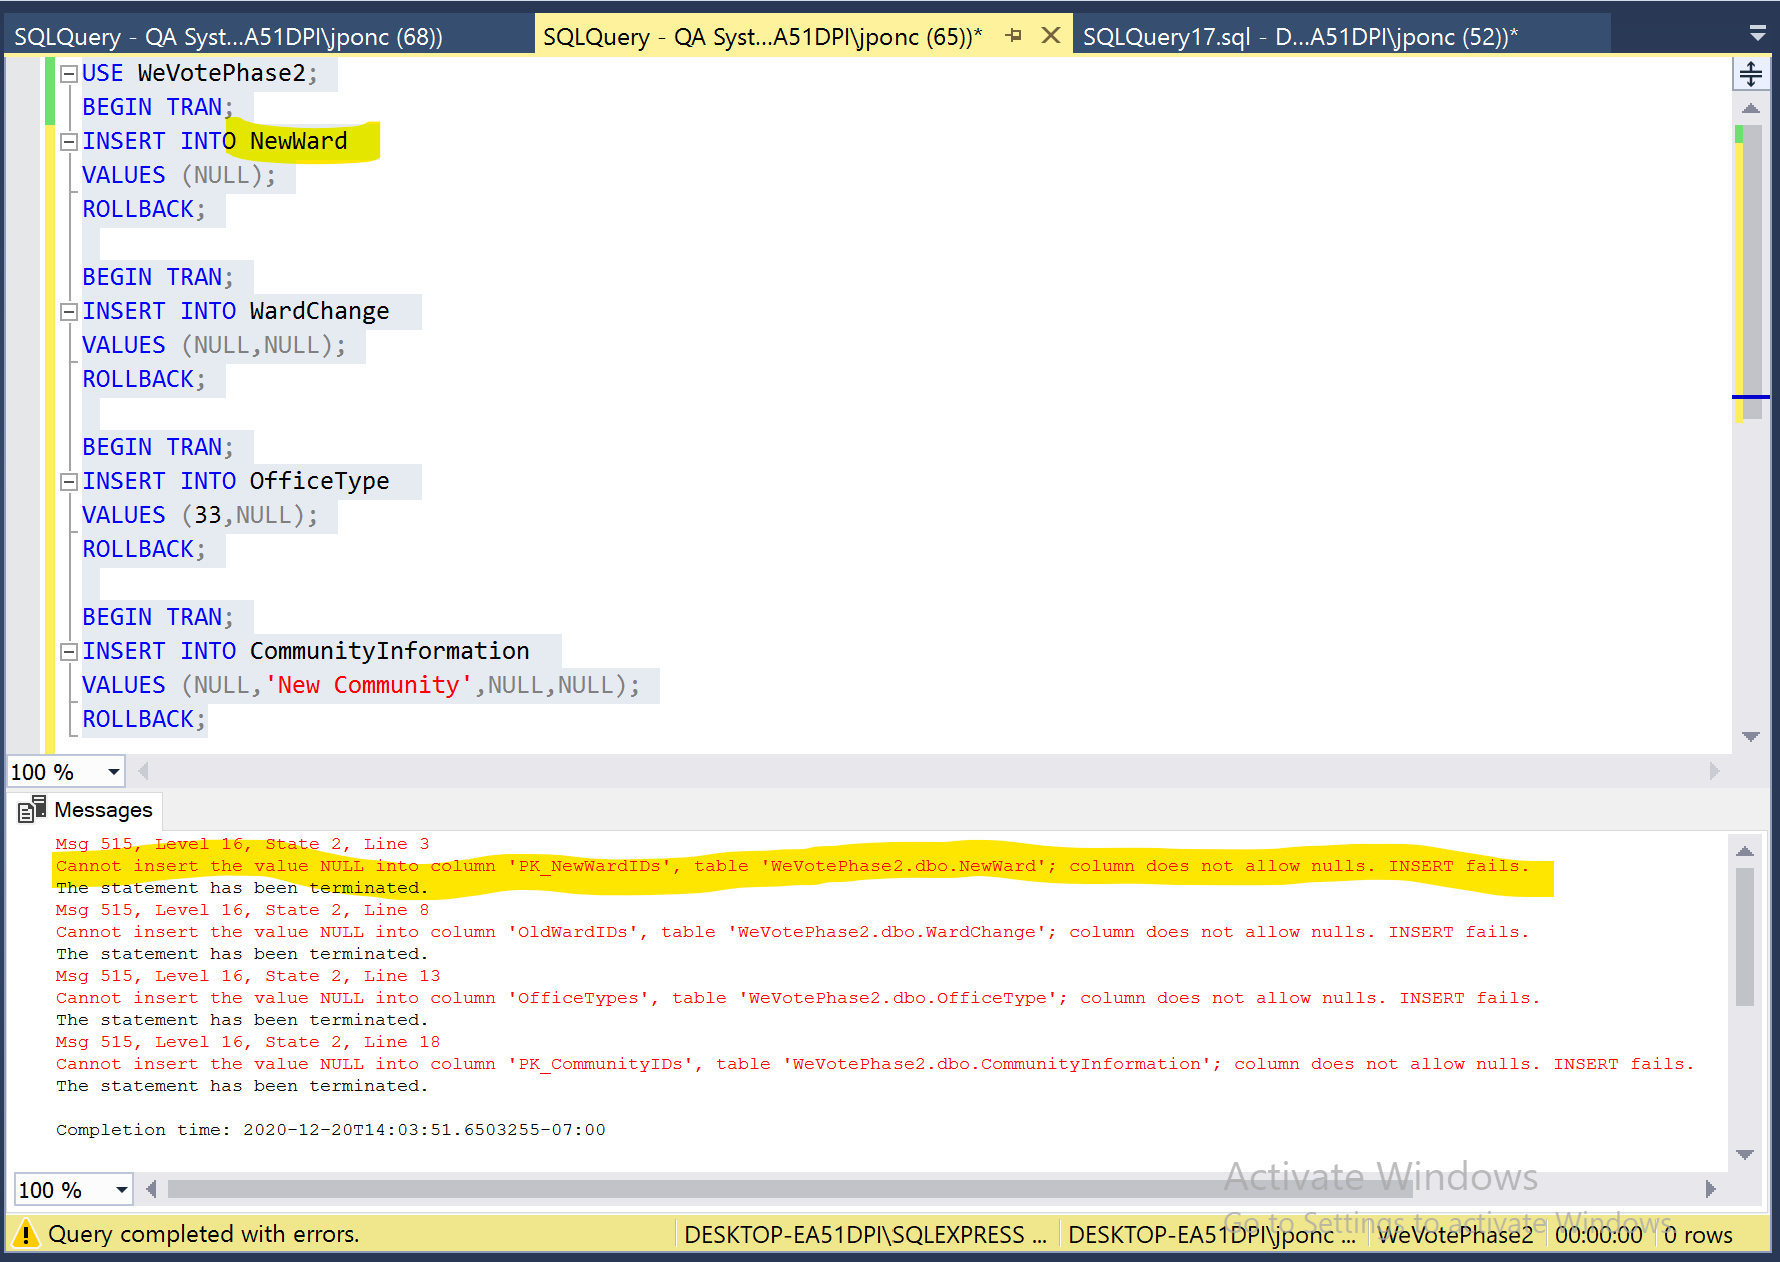 SQLQuery - QA Syst...A51DPI\jponc (68))
SQLQuery - QA Syst...A51DPI\jponc (65))*
SQLQuery17.sql - D...A51DPI\jponc (52))*
USE WeVotePhase2;
BEGIN TRAN;
INSERT INTO NewWard
VALUES (NULL);
ROLLBACK;
BEGIN TRAN;
INSERT INTO WardChange
VALUES (NULL,NULL);
ROLLBACK;
BEGIN TRAN;
INSERT INTO OfficeType
VALUES (33,NULL);
ROLLBACK;
BEGIN TRAN;
INSERT INTO CommunityInformation
VALUES (NULL,'New Community',NULL,NULL);
ROLLBACK;
100 %
Messages
Msg 515, Level 16, State 2, Line 3
Cannot insert the value NULL into column 'PK_NewWardIDs', table 'WeVotePhase2.dbo.NewWard'; column does not allow nulls. INSERT fails.
The statement has been terminated.
Msg 515, Level 16, State 2, Line 8
Cannot insert the value NULL into column 'OldWardIDs', table 'WeVotePhase2.dbo.WardChange'; column does not allow nulls. INSERT fails.
The statement has been terminated.
Msg 515, Level 16, State 2, Line 13
Cannot insert the value NULL into column 'OfficeTypes', table 'WeVotePhase2.dbo.OfficeType'; column does not allow nulls. INSERT fails.
The statement has been terminated.
Msg 515, Level 16, State 2, Line 18
Cannot insert the value NULL into column 'PK_CommunityIDs', table 'WeVotePhase2.dbo.CommunityInformation'; column does not allow nulls. INSERT fails.
The statement has been terminated.
Completion time: 2020-12-20T14:03:51.6503255-07:00
Activate Windows
Go to Settings to activate Windows.
100 %
Query completed with errors.
DESKTOP-EA51DPI\SQLEXPRESS ...
DESKTOP-EA51DPI\jponc ...
WeVotePhase2
00:00:00
0 rows